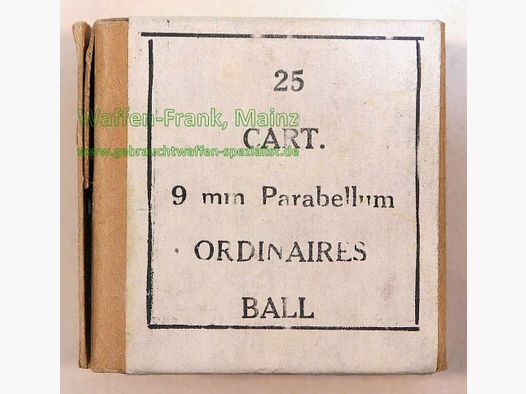 25
Waffen-Frank, Mainz
CART.
www.gebrauchtwaffen-spezialist.de
9 mm Parabellum
ORDINAIRES
BALL